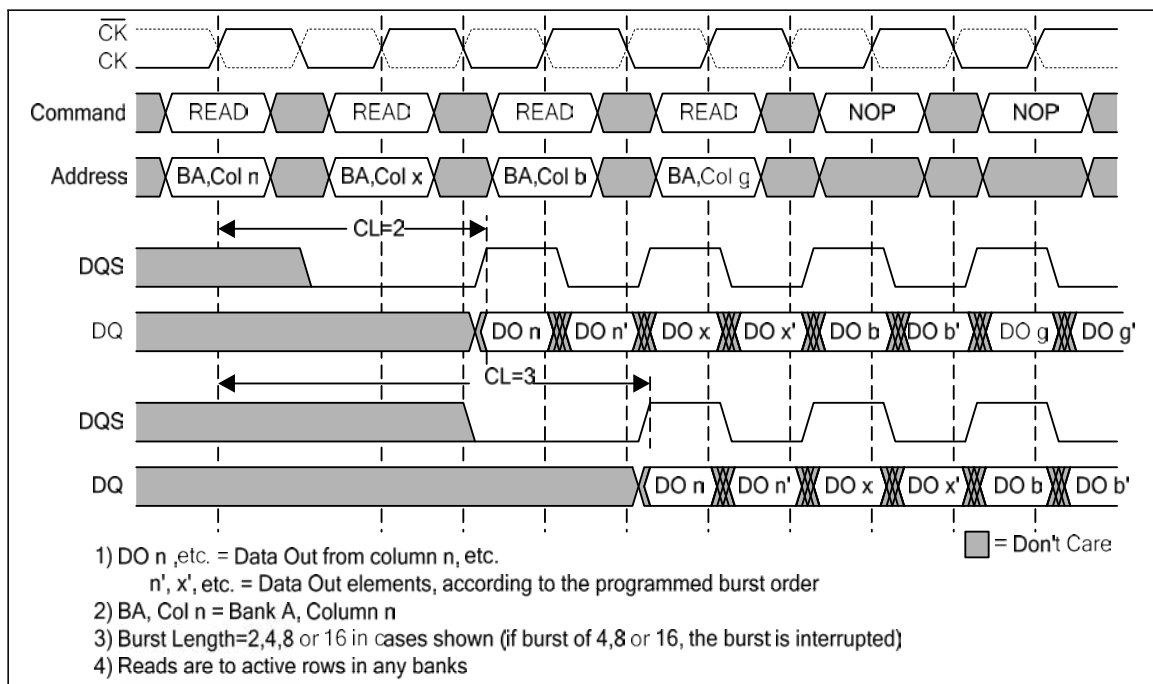 CK
CK
Command READ READ READ READ NOP NOP
Address BA,Col n BA,Col x BA,Col b BA,Col g
CL=2
DQS
DQ DO n DO n' DO x DO x' DO b DO b' DO g DO g'
CL=3
DQS
DQ DO n DO n' DO x DO x' DO b DO b'
= Don't Care
1) DO n ,etc. = Data Out from column n, etc.
n', x', etc. = Data Out elements, according to the programmed burst order
2) BA, Col n = Bank A, Column n
3) Burst Length=2,4,8 or 16 in cases shown (if burst of 4,8 or 16, the burst is interrupted)
4) Reads are to active rows in any banks